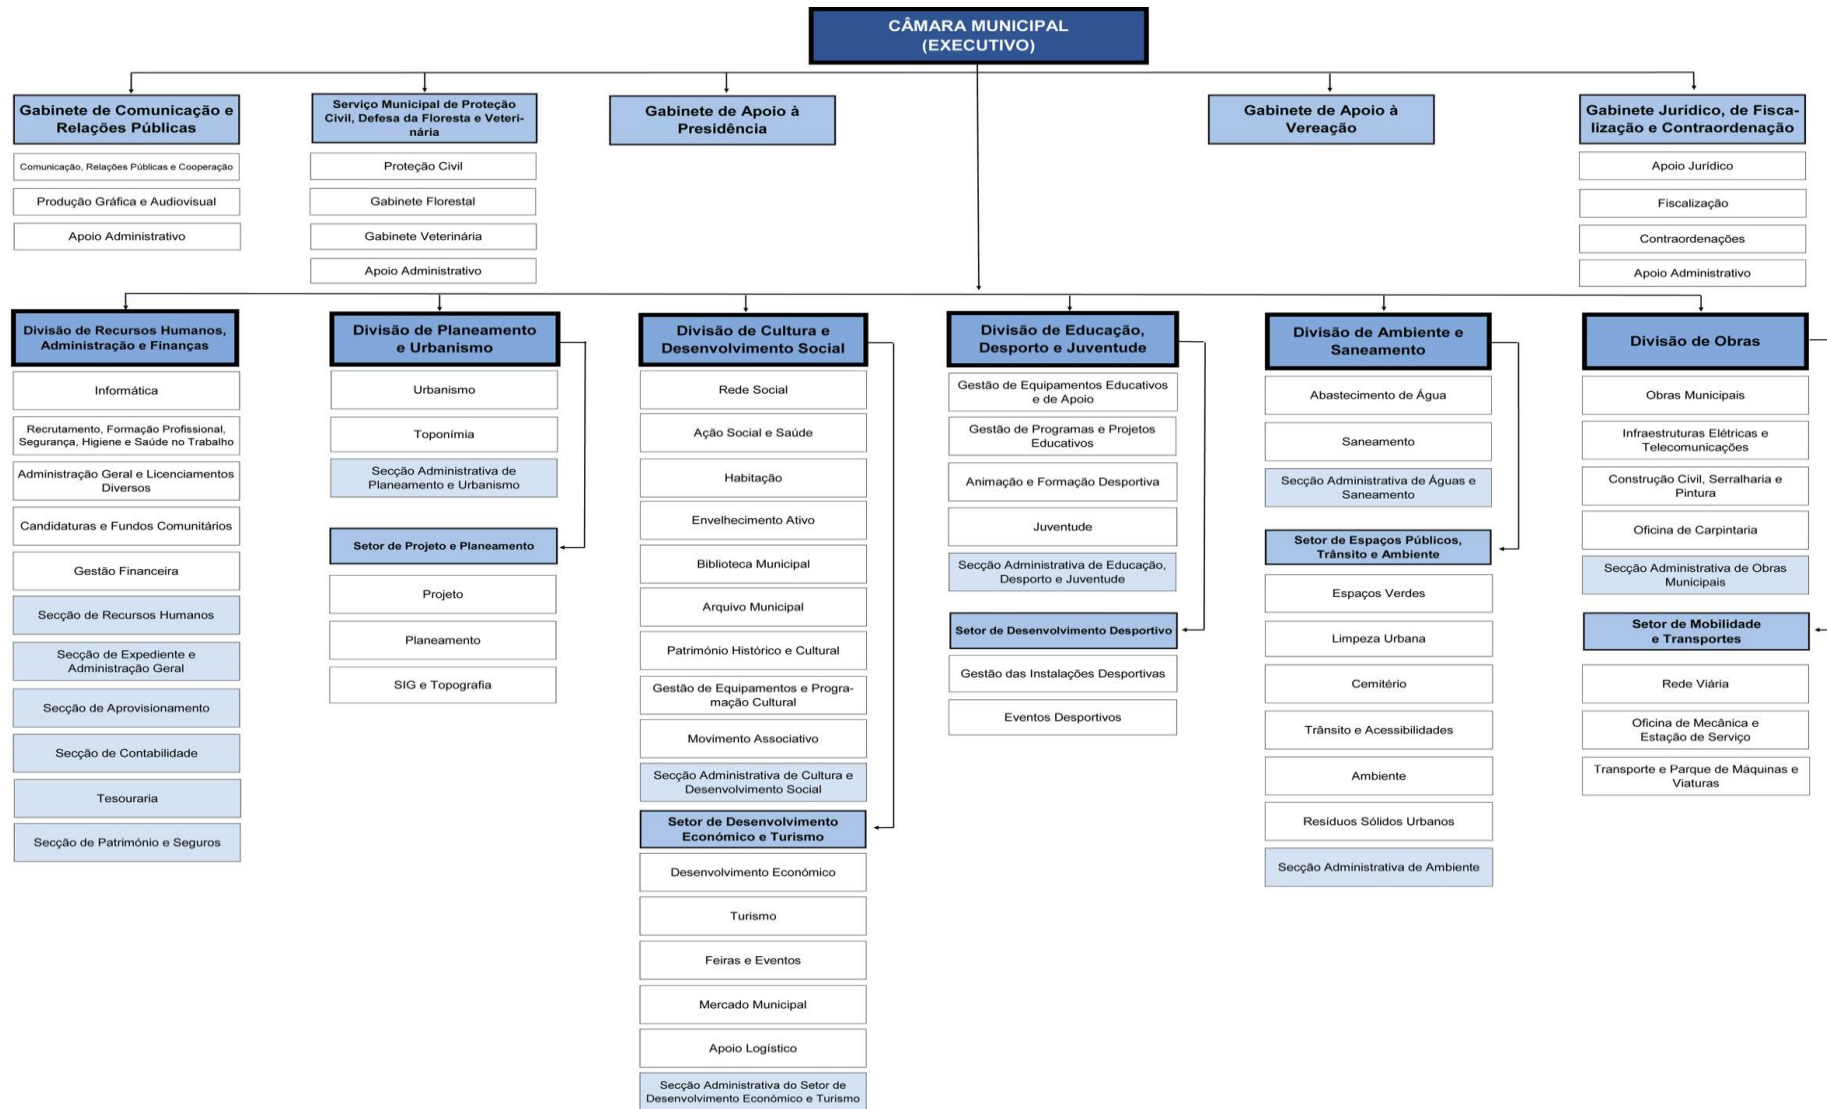 CÂMARA MUNICIPAL
(EXECUTIVO)
Gabinete de Comunicação e
Relações Públicas
Comunicação, Relações Públicas e Cooperação
Produção Gráfica e Audiovisual
Apoio Administrativo
Serviço Municipal de Proteção
Civil, Defesa da Floresta e Veteri-
nária
Proteção Civil
Gabinete Florestal
Gabinete Veterinária
Apoio Administrativo
Gabinete de Apoio à
Presidência
Gabinete de Apoio à
Vereação
Gabinete Jurídico, de Fisca-
lização e Contraordenação
Apoio Jurídico
Fiscalização
Contraordenações
Apoio Administrativo
Divisão de Recursos Humanos,
Administração e Finanças
Informática
Recrutamento, Formação Profissional,
Segurança, Higiene e Saúde no Trabalho
Administração Geral e Licenciamentos
Diversos
Candidaturas e Fundos Comunitários
Gestão Financeira
Secção de Recursos Humanos
Secção de Expediente e
Administração Geral
Secção de Aprovisionamento
Secção de Contabilidade
Tesouraria
Secção de Património e Seguros
Divisão de Planeamento
e Urbanismo
Urbanismo
Toponímia
Secção Administrativa de
Planeamento e Urbanismo
Setor de Projeto e Planeamento
Projeto
Planeamento
SIG e Topografia
Divisão de Cultura e
Desenvolvimento Social
Rede Social
Ação Social e Saúde
Habitação
Envelhecimento Ativo
Biblioteca Municipal
Arquivo Municipal
Património Histórico e Cultural
Gestão de Equipamentos e Progra-
mação Cultural
Movimento Associativo
Secção Administrativa de Cultura e
Desenvolvimento Social
Setor de Desenvolvimento
Económico e Turismo
Desenvolvimento Económico
Turismo
Feiras e Eventos
Mercado Municipal
Apoio Logístico
Secção Administrativa do Setor de
Desenvolvimento Económico e Turismo
Divisão de Educação,
Desporto e Juventude
Gestão de Equipamentos Educativos
e de Apoio
Gestão de Programas e Projetos
Educativos
Animação e Formação Desportiva
Juventude
Secção Administrativa de Educação,
Desporto e Juventude
Setor de Desenvolvimento Desportivo
Gestão das Instalações Desportivas
Eventos Desportivos
Divisão de Ambiente e
Saneamento
Abastecimento de Água
Saneamento
Secção Administrativa de Águas e
Saneamento
Setor de Espaços Públicos,
Trânsito e Ambiente
Espaços Verdes
Limpeza Urbana
Cemitério
Trânsito e Acessibilidades
Ambiente
Resíduos Sólidos Urbanos
Secção Administrativa de Ambiente
Divisão de Obras
Obras Municipais
Infraestruturas Elétricas e
Telecomunicações
Construção Civil, Serralharia e
Pintura
Oficina de Carpintaria
Secção Administrativa de Obras
Municipais
Setor de Mobilidade
e Transportes
Rede Viária
Oficina de Mecânica e
Estação de Serviço
Transporte e Parque de Máquinas e
Viaturas